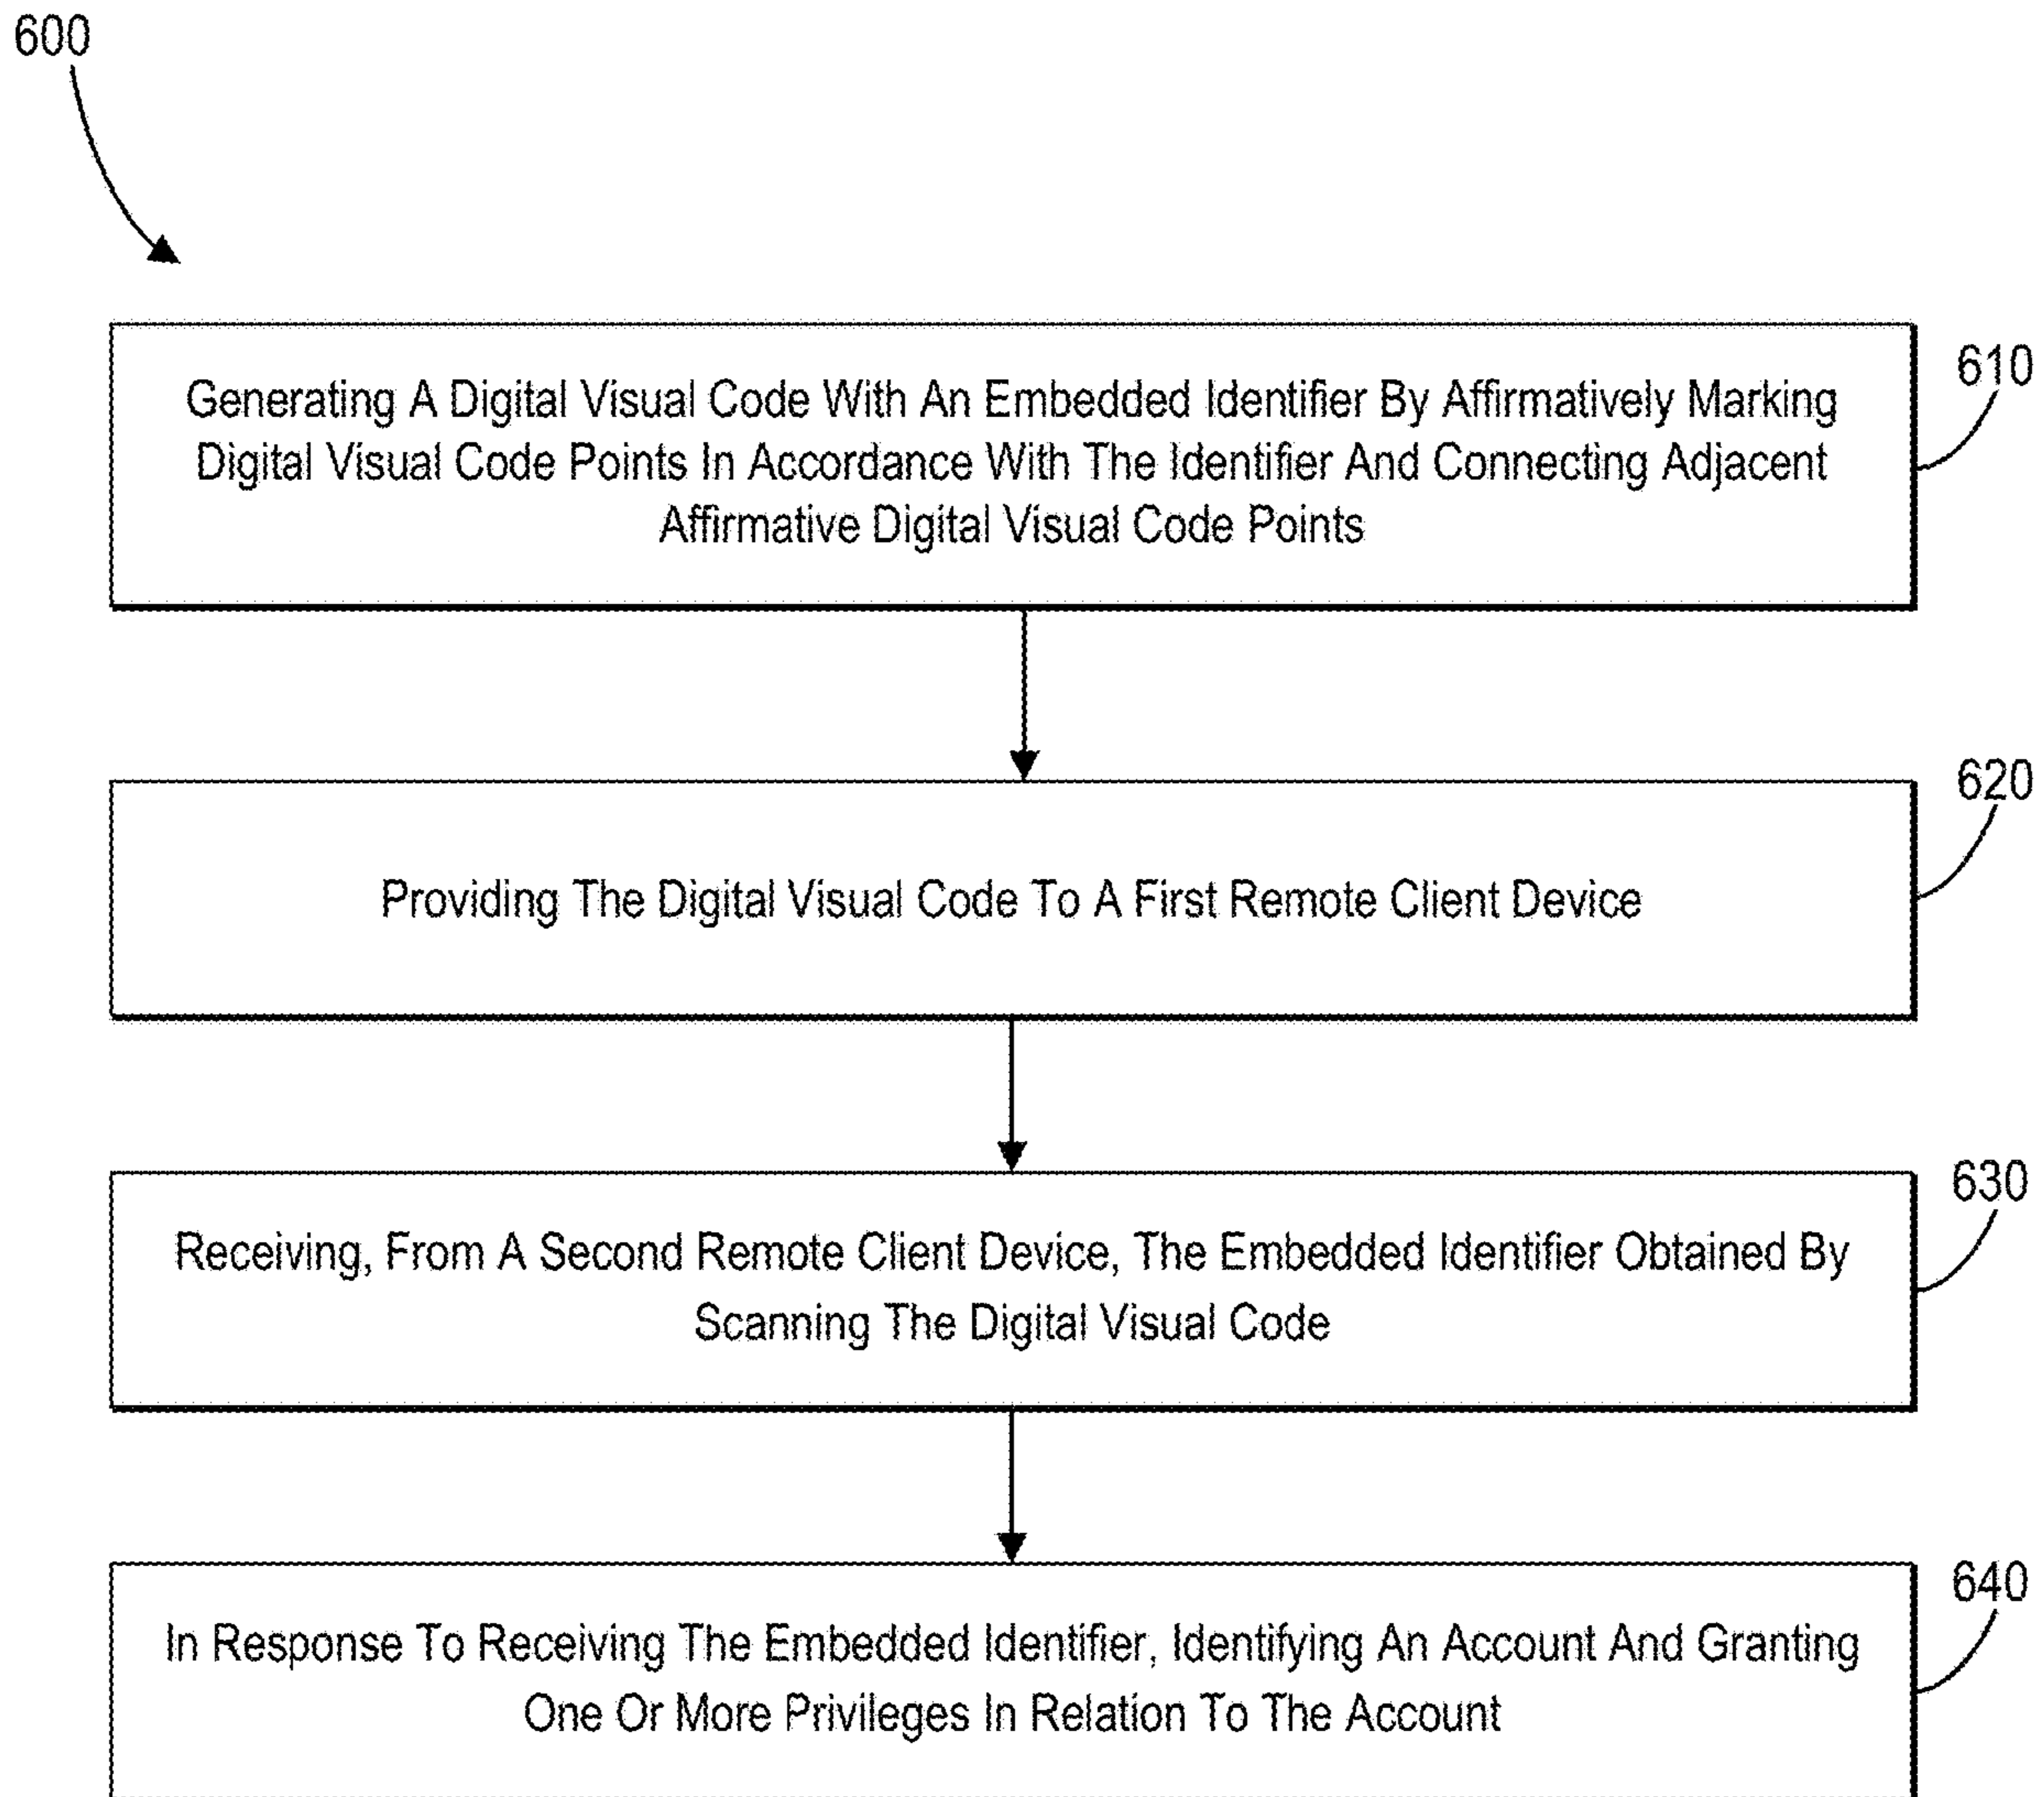 600
610
Generating A Digital Visual Code With An Embedded Identifier By Affirmatively Marking
Digital Visual Code Points In Accordance With The Identifier And Connecting Adjacent
Affirmative Digital Visual Code Points
620
Providing The Digital Visual Code To A First Remote Client Device
630
Receiving, From A Second Remote Client Device, The Embedded Identifier Obtained By
Scanning The Digital Visual Code
640
In Response To Receiving The Embedded Identifier, Identifying An Account And Granting
One Or More Privileges In Relation To The Account